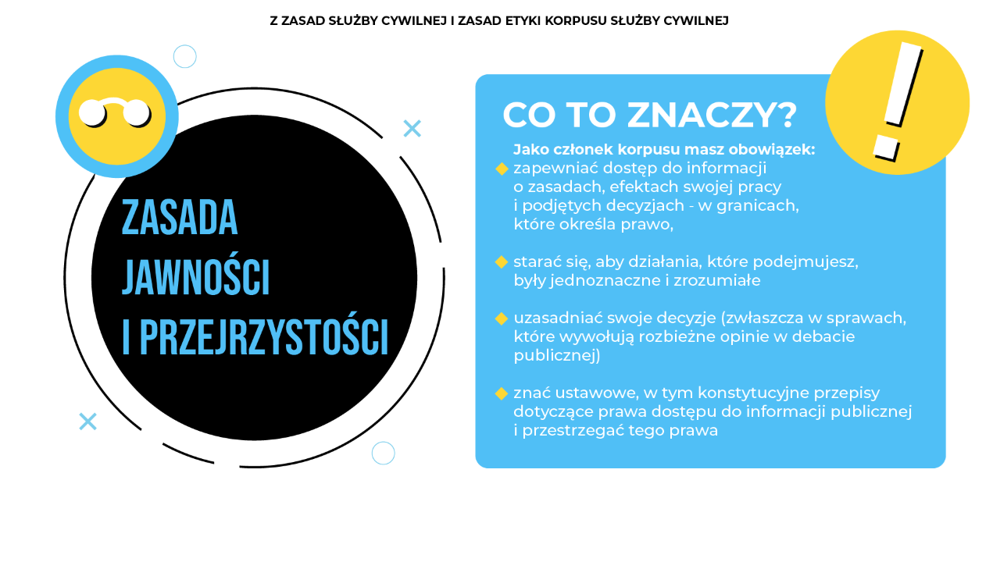 Z ZASAD SŁUŻBY CYWILNEJ I ZASAD ETYKI KORPUSU SŁUŻBY CYWILNEJ
ZASADA
JAWNOŚCI
I PRZEJRZYSTOŚCI
CO TO ZNACZY?
Jako członek korpusu masz obowiązek:
zapewniać dostęp do informacji
o zasadach, efektach swojej pracy
i podjętych decyzjach - w granicach,
które określa prawo,
starać się, aby działania, które podejmujesz,
były jednoznaczne i zrozumiałe
uzasadniać swoje decyzje (zwłaszcza w sprawach,
które wywołują rozbieżne opinie w debacie
publicznej)
znać ustawowe, w tym konstytucyjne przepisy
dotyczące prawa dostępu do informacji publicznej
i przestrzegać tego prawa